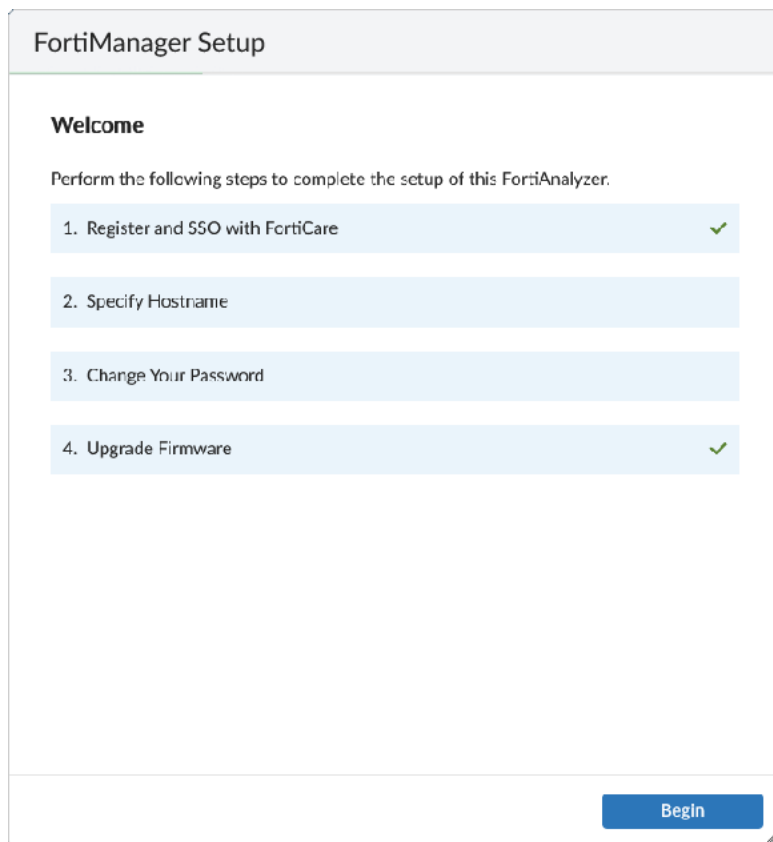 FortiManager Setup
Welcome
Perform the following steps to complete the setup of this FortiAnalyzer.
1. Register and SSO with FortiCare
2. Specify Hostname
3. Change Your Password
4. Upgrade Firmware
Begin